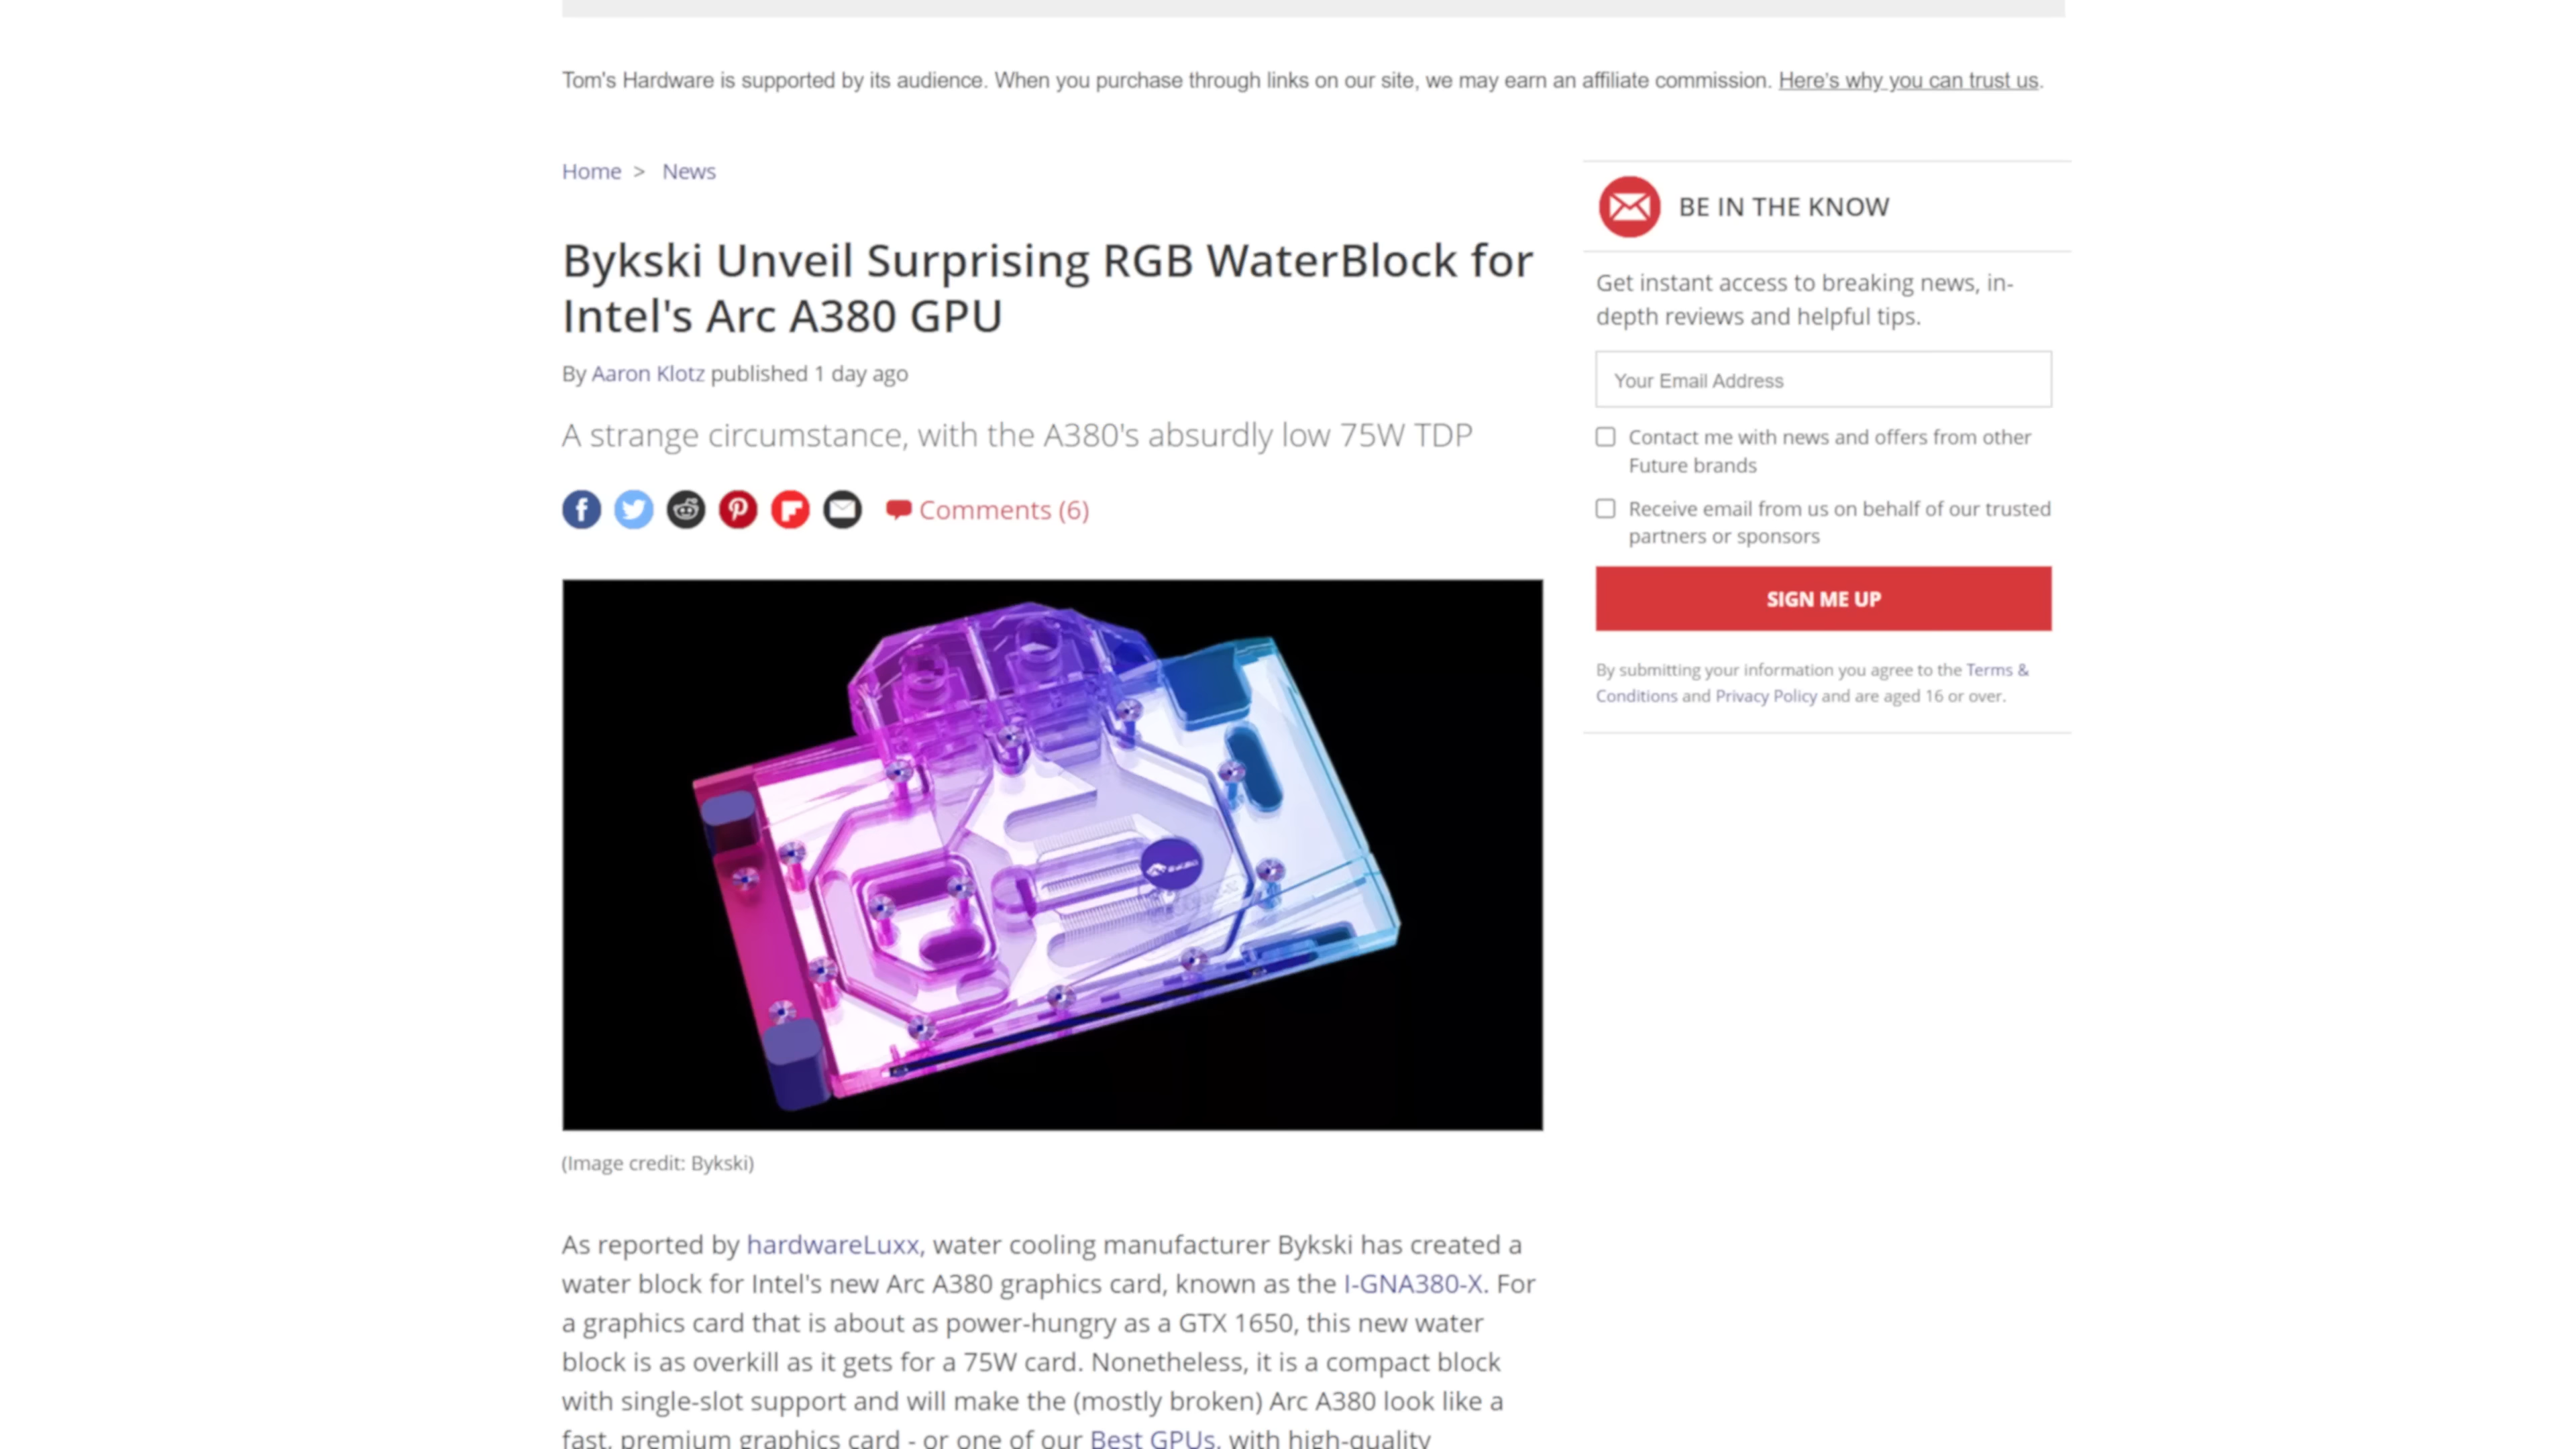 Tom's Hardware is supported by its audience. When you purchase through links on our site, we may earn an affiliate commission. Here's why you can trust us.
Home > News
Bykski Unveil Surprising RGB WaterBlock for
Intel's Arc A380 GPU
By Aaron Klotz published 1 day ago
A strange circumstance, with the A380's absurdly low 75W TDP
Comments (6)
(Image credit: Bykski)
As reported by hardwareLuxx, water cooling manufacturer Bykski has created a
water block for Intel's new Arc A380 graphics card, known as the I-GNA380-X. For
a graphics card that is about as power-hungry as a GTX 1650, this new water
block is as overkill as it gets for a 75W card. Nonetheless, it is a compact block
with single-slot support and will make the (mostly broken) Arc A380 look like a
fast, premium graphics card - or one of our Best GPUs, with high-quality
BE IN THE KNOW
Get instant access to breaking news, in-
depth reviews and helpful tips.
Your Email Address
Contact me with news and offers from other
Future brands
Receive email from us on behalf of our trusted
partners or sponsors
SIGN ME UP
By submitting your information you agree to the Terms &
Conditions and Privacy Policy and are aged 16 or over.